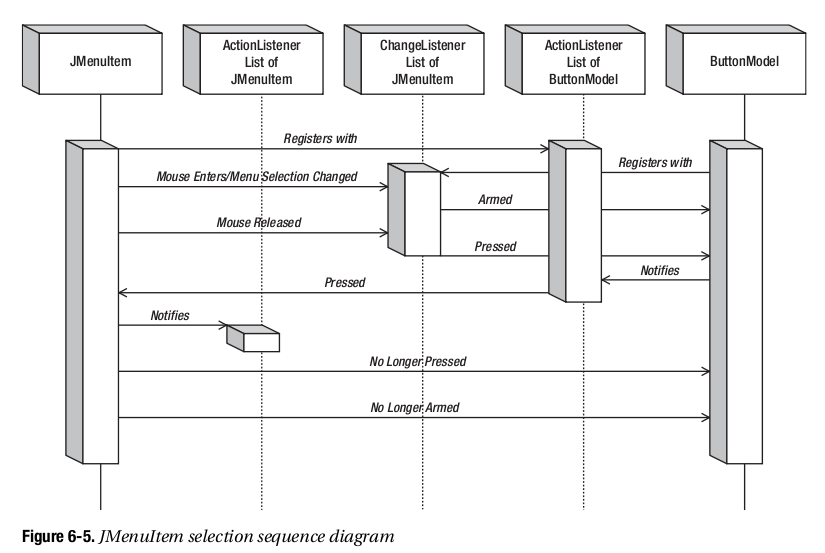 JMenuItem
ActionListener
List of
JMenuItem
ChangeListener
List of
JMenuItem
ActionListener
List of
ButtonModel
ButtonModel
Registers with
Registers with
Mouse Enters/Menu Selection Changed
Armed
Mouse Released
Pressed
Notifies
Pressed
Notifies
No Longer Pressed
No Longer Armed
Figure 6-5. JMenuItem selection sequence diagram